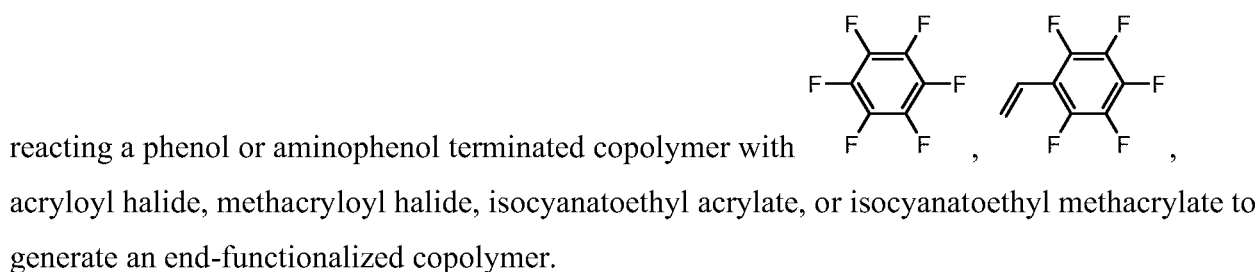 F F F F
F F F F
reacting a phenol or aminophenol terminated copolymer with F F , F F ,
acryloyl halide, methacryloyl halide, isocyanatoethyl acrylate, or isocyanatoethyl methacrylate to
generate an end-functionalized copolymer.